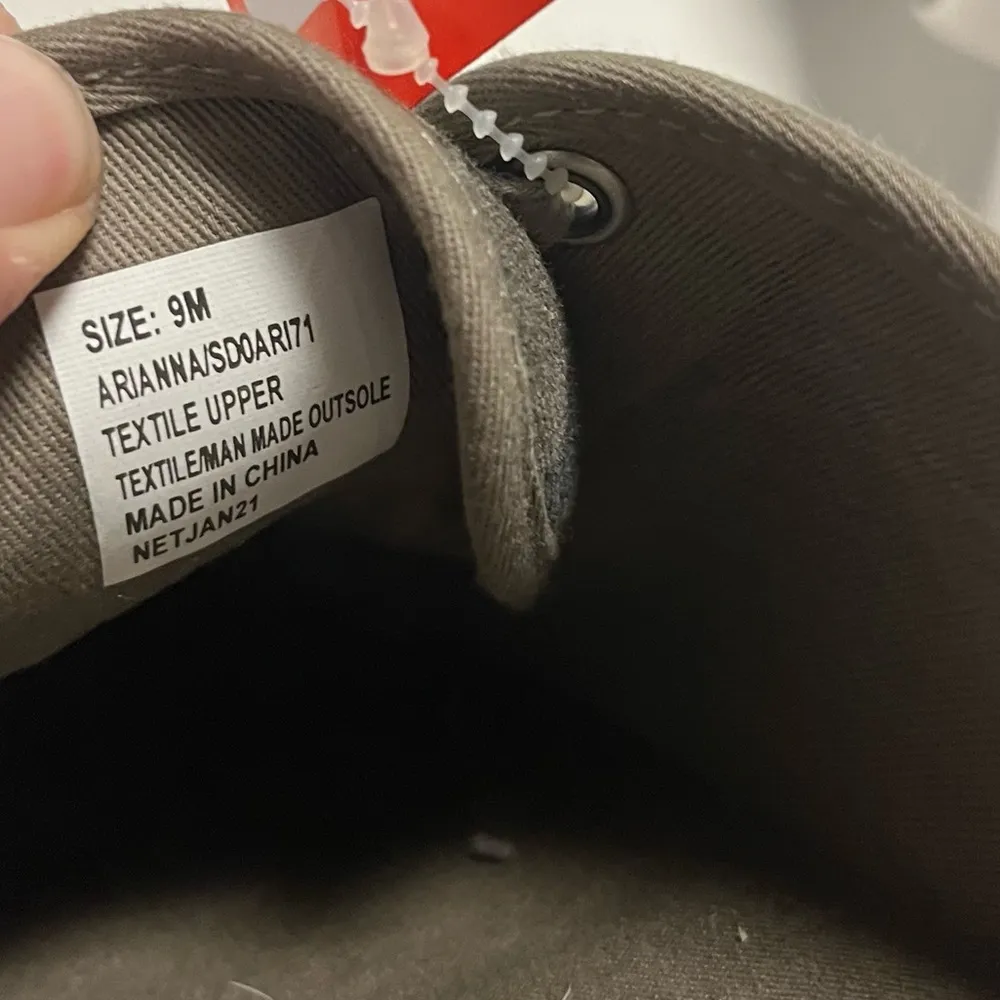 SIZE: 9M
ARIANNA/SD0ARI71
TEXTILE UPPER
TEXTILE/MAN MADE OUTSOLE
MADE IN CHINA
NETJAN21